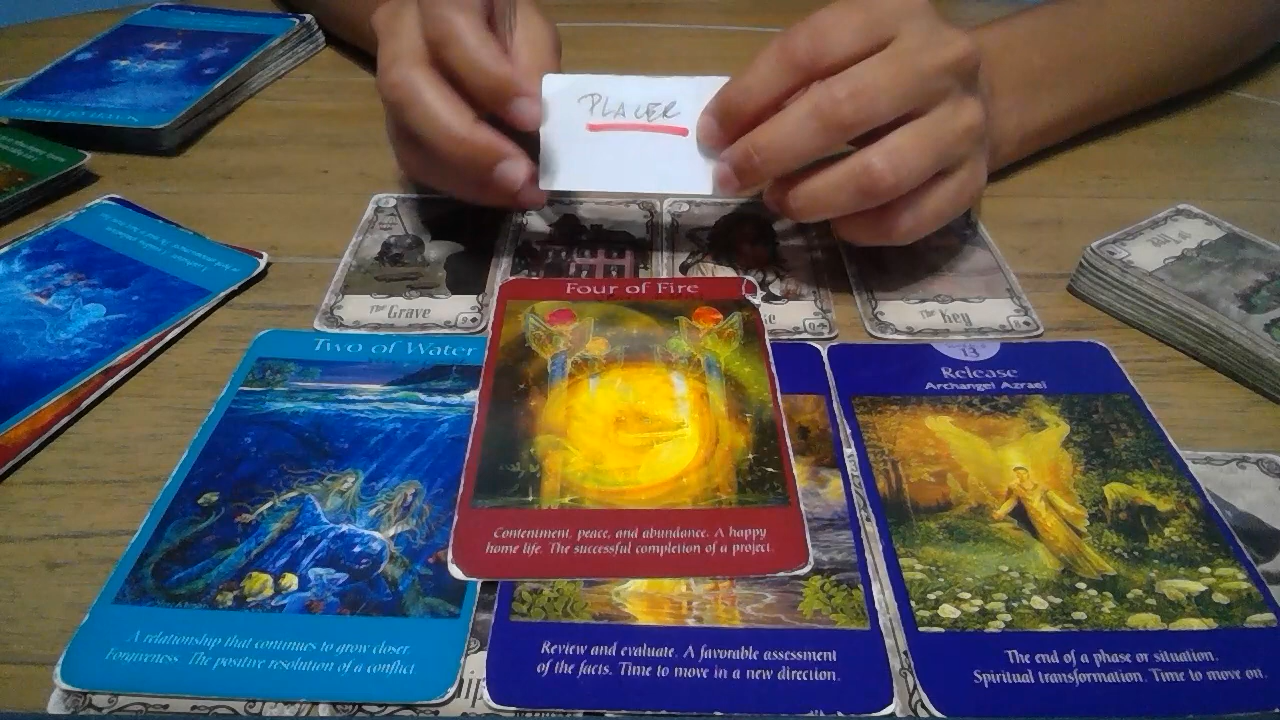 PLACER
The Grave
9
The Key
8
Four of Fire
Contentment, peace, and abundance. A happy
home life. The successful completion of a project.
Two of Water
A relationship that continues to grow closer.
Forgiveness. The positive resolution of a conflict.
Review and evaluate. A favorable assessment
of the facts. Time to move in a new direction.
13
Release
Archangel Azrael
The end of a phase or situation.
Spiritual transformation. Time to move on.